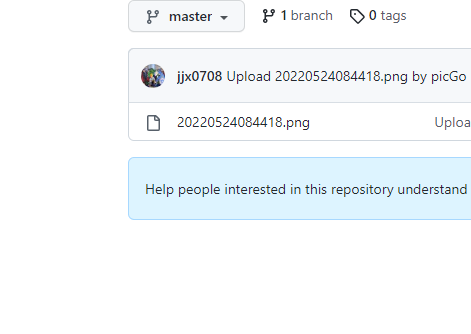 master 1 branch 0 tags
jjx0708 Upload 20220524084418.png by picGo
20220524084418.png Uploa
Help people interested in this repository understand